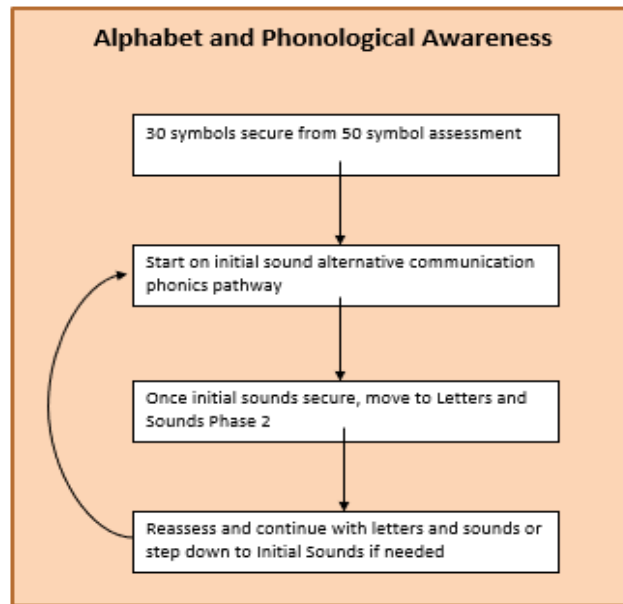 Alphabet and Phonological Awareness
30 symbols secure from 50 symbol assessment
Start on initial sound alternative communication
phonics pathway
Once initial sounds secure, move to Letters and
Sounds Phase 2
Reassess and continue with letters and sounds or
step down to Initial Sounds if needed